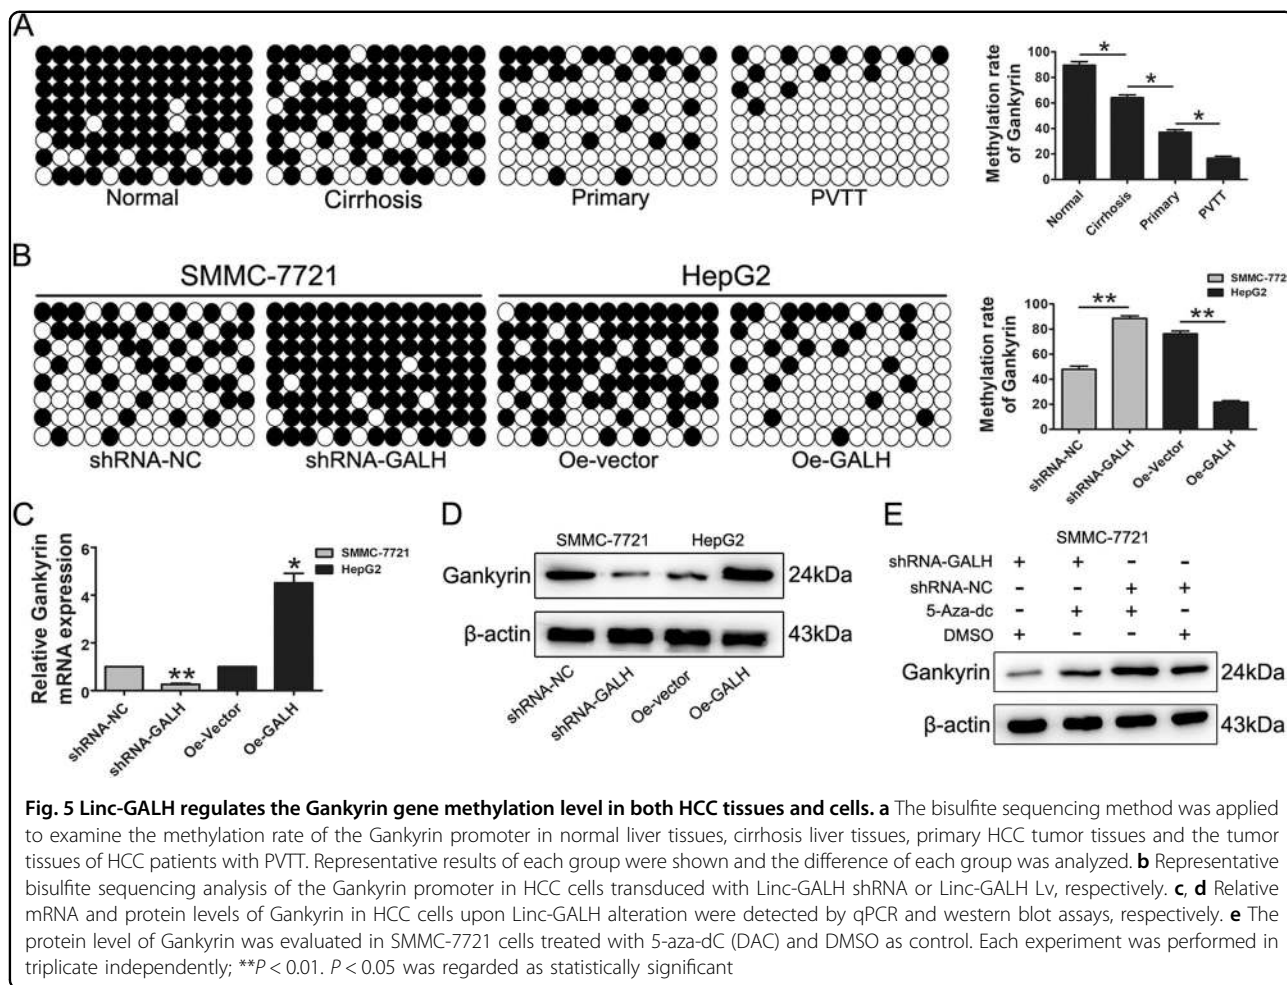 A
Normal
Cirrhosis
Primary
PVTT
Methylation rate
of Gankyrin
100
80
60
40
20
0
*
*
*
Normal
Cirrhosis
Primary
PVTT
B
SMMC-7721
HepG2
shRNA-NC
shRNA-GALH
Oe-vector
Oe-GALH
Methylation rate
of Gankyrin
100
80
60
40
20
0
**
**
SMMC-772
HepG2
shRNA-NC
shRNA-GALH
Oe-Vector
Oe-GALH
C
Relative Gankyrin
mRNA expression
6
4
2
0
**
*
SMMC-7721
HepG2
shRNA-NC
shRNA-GALH
Oe-Vector
Oe-GALH
D
SMMC-7721 HepG2
Gankyrin 24kDa
β-actin 43kDa
shRNA-NC
shRNA-GALH
Oe-vector
Oe-GALH
E
SMMC-7721
shRNA-GALH + + - -
shRNA-NC - - + +
5-Aza-dc - + + -
DMSO + - - +
Gankyrin 24kDa
β-actin 43kDa
Fig. 5 Linc-GALH regulates the Gankyrin gene methylation level in both HCC tissues and cells. a The bisulfite sequencing method was applied
to examine the methylation rate of the Gankyrin promoter in normal liver tissues, cirrhosis liver tissues, primary HCC tumor tissues and the tumor
tissues of HCC patients with PVTT. Representative results of each group were shown and the difference of each group was analyzed. b Representative
bisulfite sequencing analysis of the Gankyrin promoter in HCC cells transduced with Linc-GALH shRNA or Linc-GALH Lv, respectively. c, d Relative
mRNA and protein levels of Gankyrin in HCC cells upon Linc-GALH alteration were detected by qPCR and western blot assays, respectively. e The
protein level of Gankyrin was evaluated in SMMC-7721 cells treated with 5-aza-dC (DAC) and DMSO as control. Each experiment was performed in
triplicate independently; **P < 0.01. P < 0.05 was regarded as statistically significant